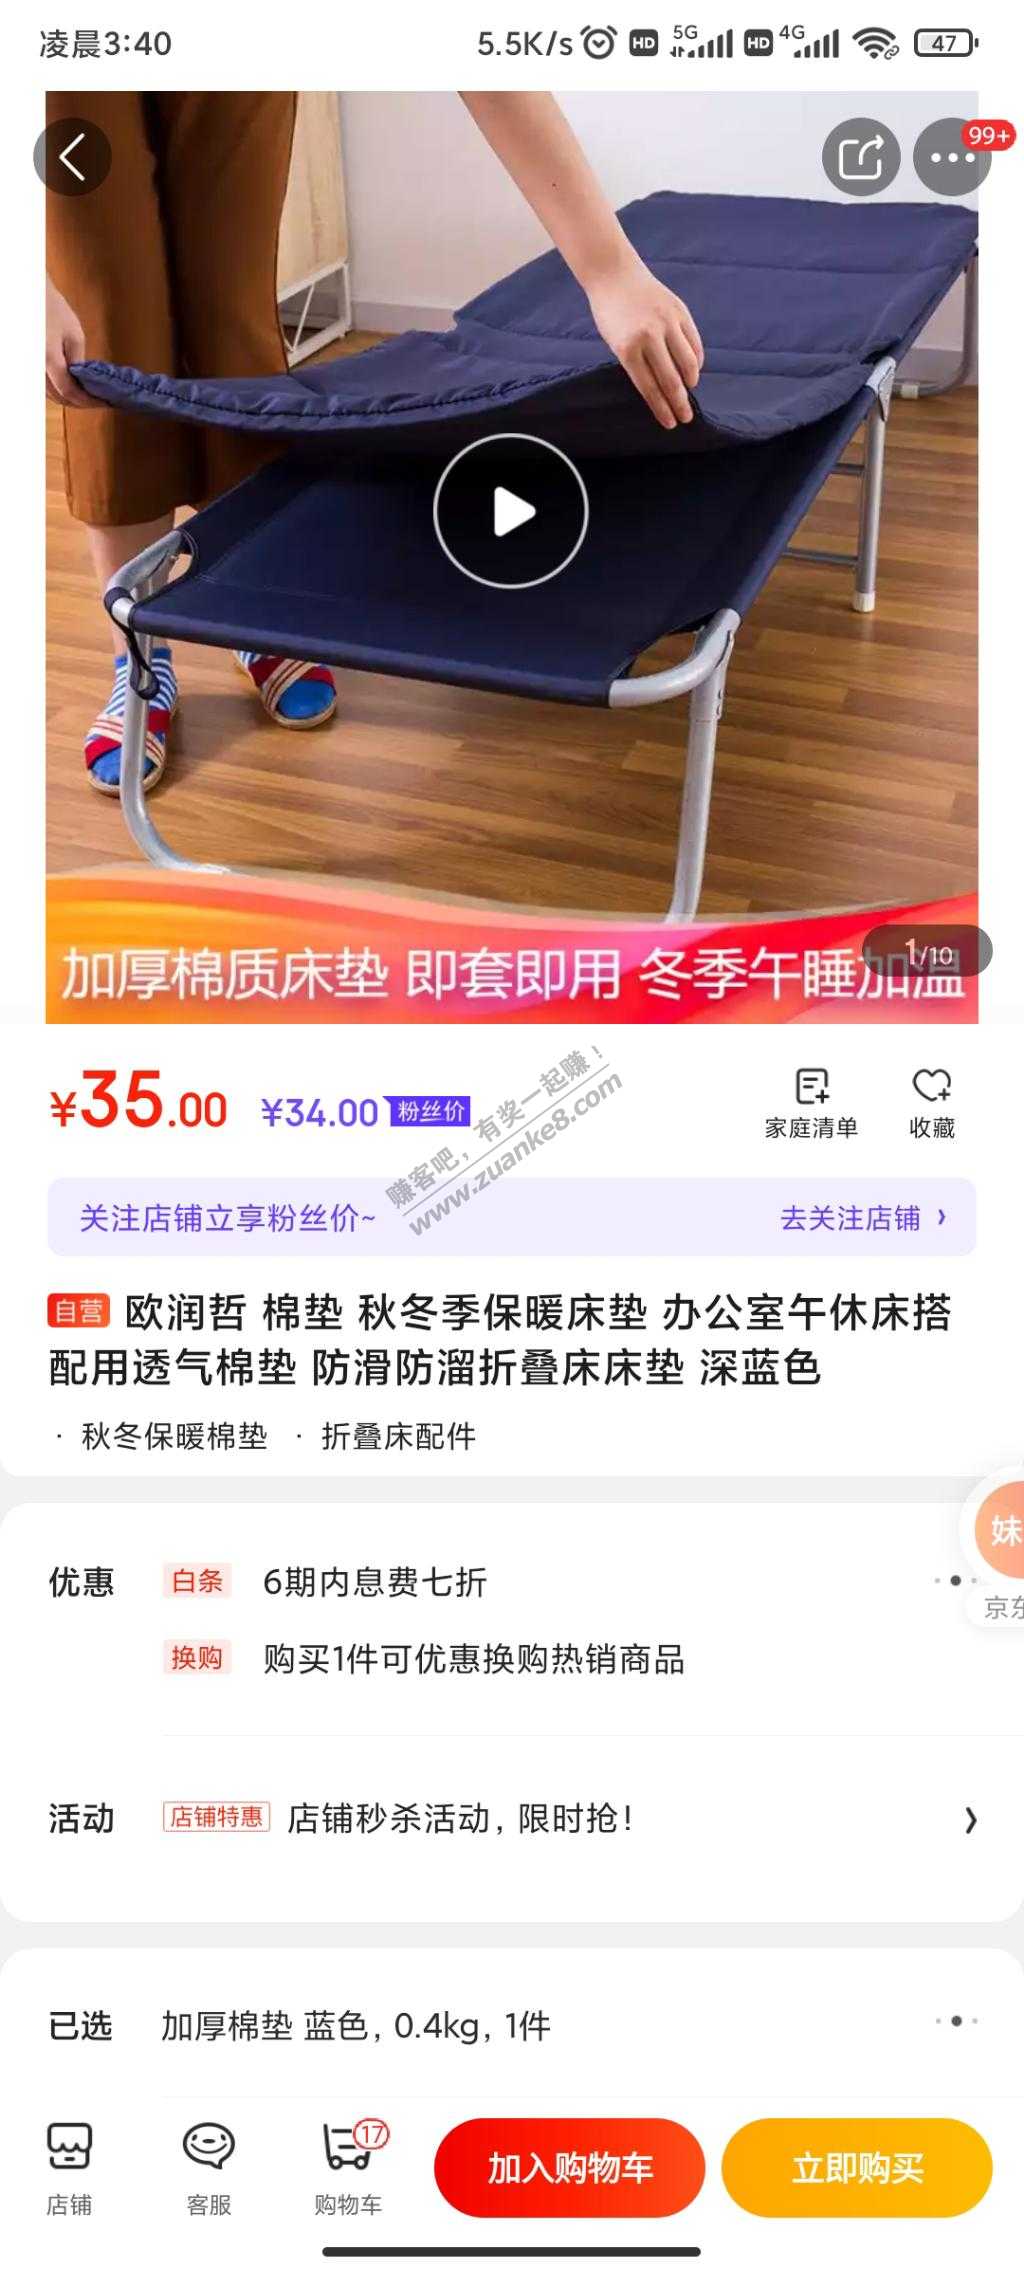 凌晨3:40
5.5K/s HD 5G HD 4G 47
99+
加厚棉质床垫 即套即用 冬季午睡加温
1/10
¥35.00 ¥34.00 粉丝价
家庭清单 收藏
赚客吧，有奖一起赚！
www.zuanke8.com
关注店铺立享粉丝价~ 去关注店铺 ›
自营 欧润哲 棉垫 秋冬季保暖床垫 办公室午休床搭
配用透气棉垫 防滑防溜折叠床床垫 深蓝色
· 秋冬保暖棉垫 · 折叠床配件
妹
京东
优惠 白条 6期内息费七折
换购 购买1件可优惠换购热销商品
活动 店铺特惠 店铺秒杀活动，限时抢！
已选 加厚棉垫 蓝色，0.4kg，1件
店铺 客服 17 购物车 加入购物车 立即购买